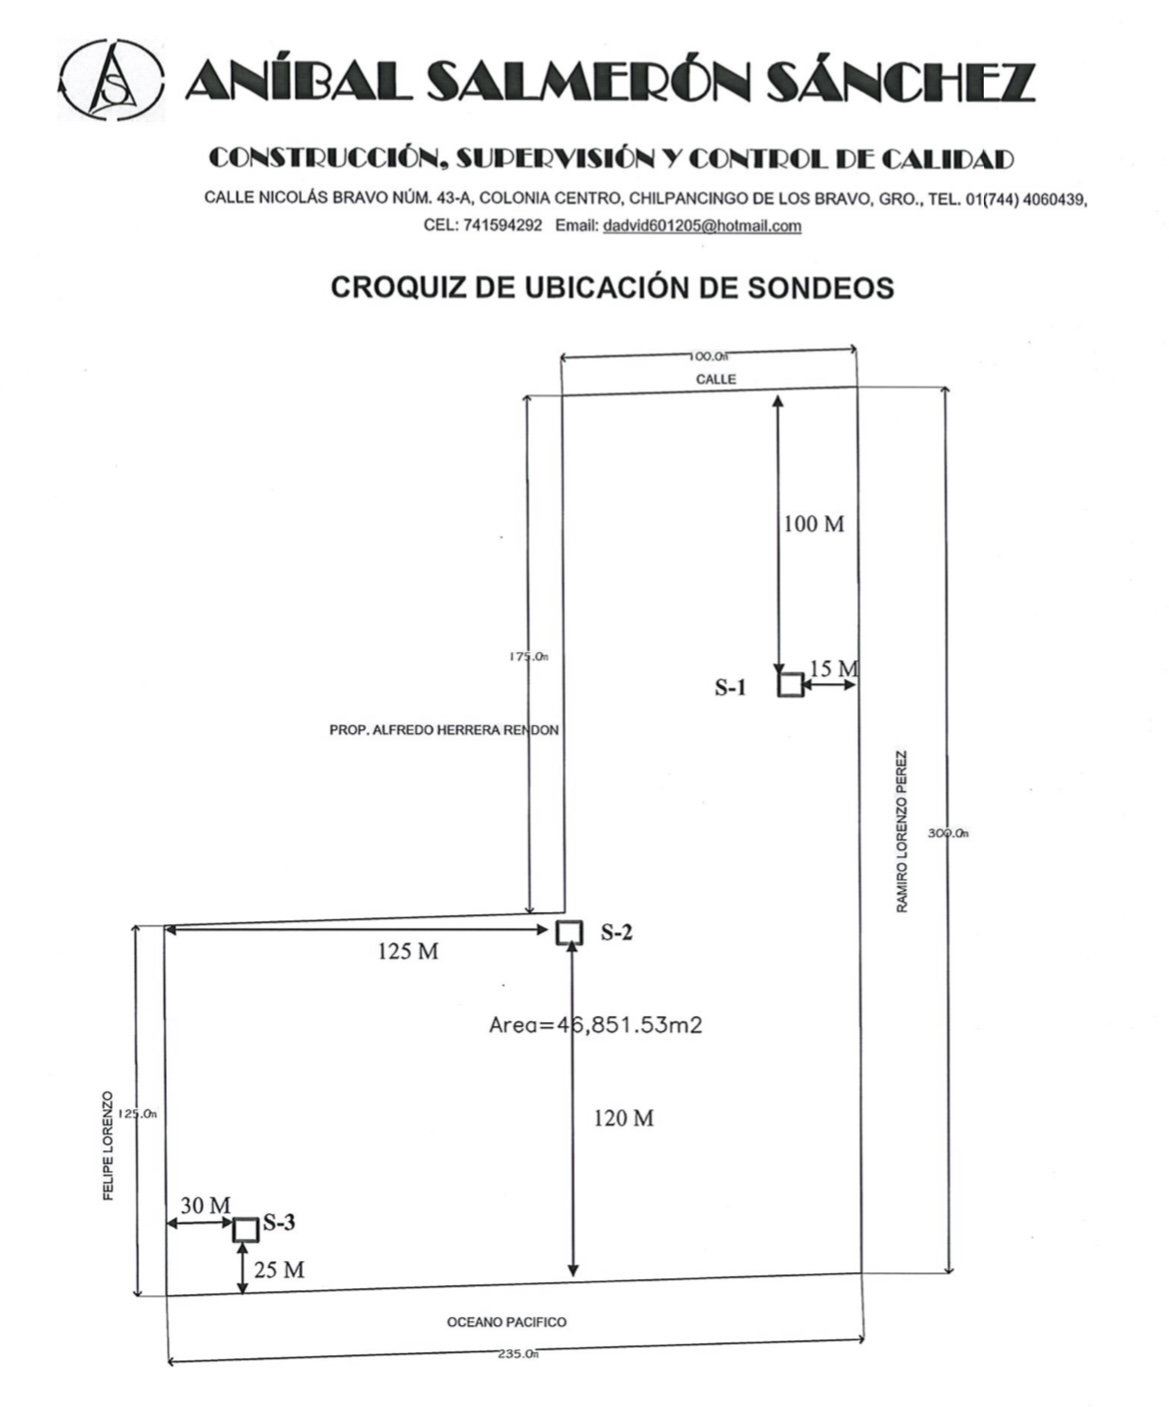 AS
ANÍBAL SALMERÓN SÁNCHEZ
CONSTRUCCIÓN, SUPERVISIÓN Y CONTROL DE CALIDAD
CALLE NICOLÁS BRAVO NÚM. 43-A, COLONIA CENTRO, CHILPANCINGO DE LOS BRAVO, GRO., TEL. 01(744) 4060439,
CEL: 741594292 Email: dadvid601205@hotmail.com
CROQUIZ DE UBICACIÓN DE SONDEOS
100.0m
CALLE
100 M
175.0m
15 M
S-1
PROP. ALFREDO HERRERA RENDON
RAMIRO LORENZO PEREZ
300.0m
S-2
125 M
Area=46,851.53m2
FELIPE LORENZO
125.0m
120 M
30 M
S-3
25 M
OCEANO PACIFICO
235.0m